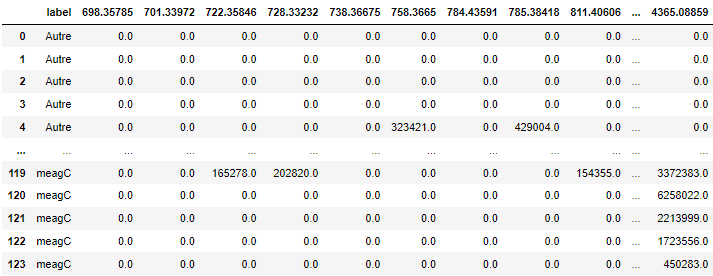 label 698.35785 701.33972 722.35846 728.33232 738.36675 758.3665 784.43591 785.38418 811.40606 ... 4365.08859
0 Autre 0.0 0.0 0.0 0.0 0.0 0.0 0.0 0.0 0.0 ... 0.0
1 Autre 0.0 0.0 0.0 0.0 0.0 0.0 0.0 0.0 0.0 ... 0.0
2 Autre 0.0 0.0 0.0 0.0 0.0 0.0 0.0 0.0 0.0 ... 0.0
3 Autre 0.0 0.0 0.0 0.0 0.0 0.0 0.0 0.0 0.0 ... 0.0
4 Autre 0.0 0.0 0.0 0.0 0.0 323421.0 0.0 429004.0 0.0 ... 0.0
... ... ... ... ... ... ... ... ... ... ... ... ...
119 meagC 0.0 0.0 165278.0 202820.0 0.0 0.0 0.0 0.0 154355.0 ... 3372383.0
120 meagC 0.0 0.0 0.0 0.0 0.0 0.0 0.0 0.0 0.0 ... 6258022.0
121 meagC 0.0 0.0 0.0 0.0 0.0 0.0 0.0 0.0 0.0 ... 2213999.0
122 meagC 0.0 0.0 0.0 0.0 0.0 0.0 0.0 0.0 0.0 ... 1723556.0
123 meagC 0.0 0.0 0.0 0.0 0.0 0.0 0.0 0.0 0.0 ... 450283.0